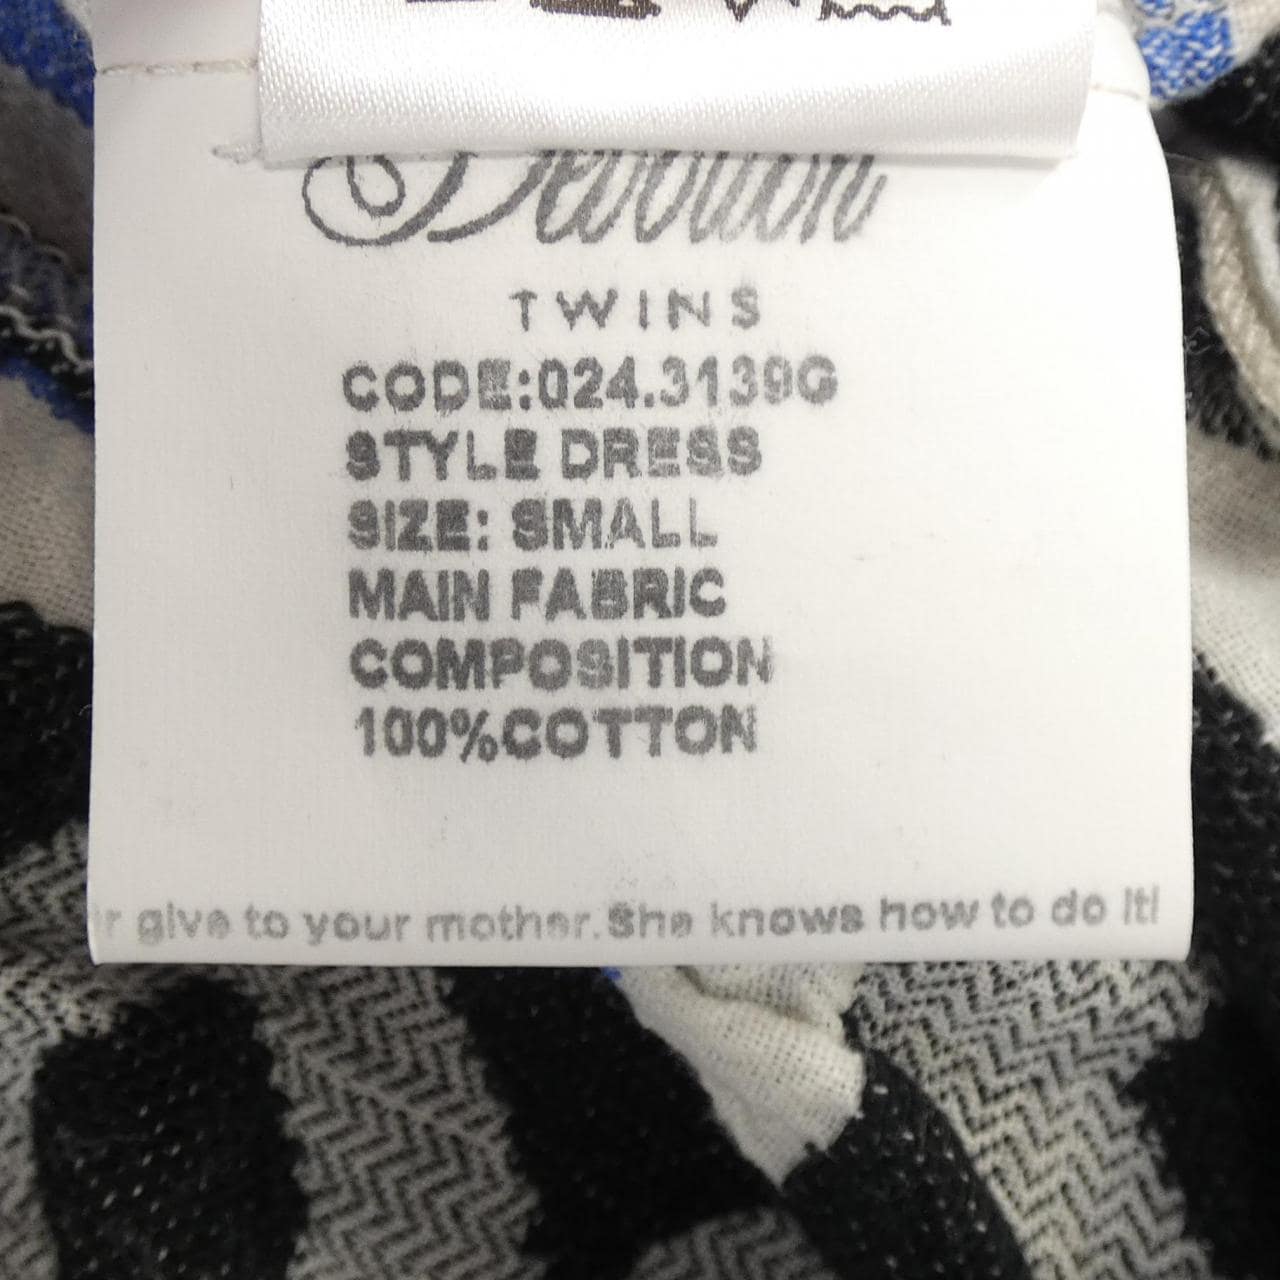 Devotion
TWINS
CODE:024.3139G
STYLE DRESS
SIZE: SMALL
MAIN FABRIC
COMPOSITION
100%COTTON
r give to your mother.She knows how to do it!